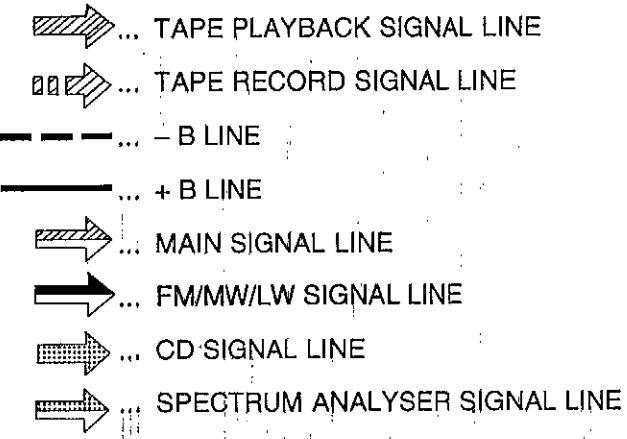 ... TAPE PLAYBACK SIGNAL LINE
... TAPE RECORD SIGNAL LINE
... – B LINE
... + B LINE
... MAIN SIGNAL LINE
... FM/MW/LW SIGNAL LINE
... CD SIGNAL LINE
... SPECTRUM ANALYSER SIGNAL LINE